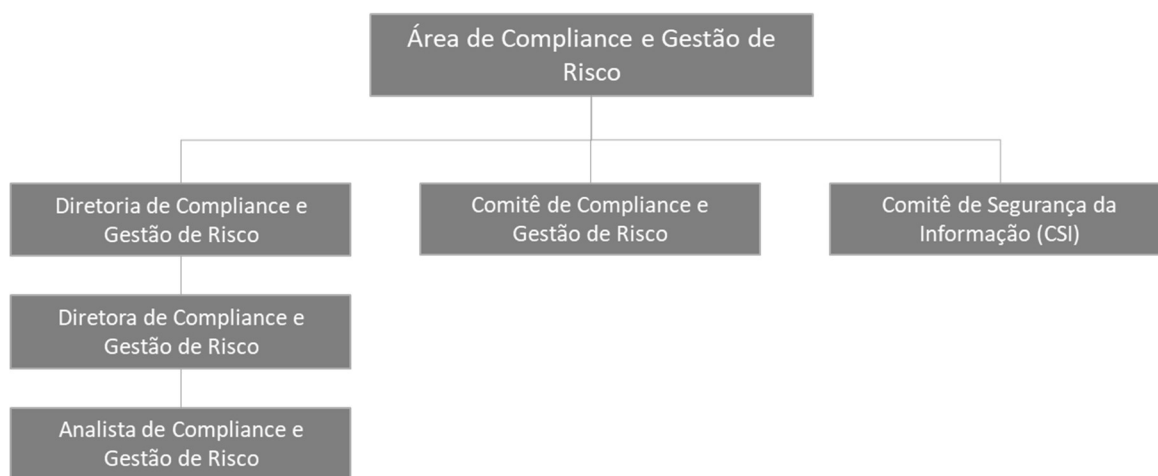 Área de Compliance e Gestão de
Risco
Diretoria de Compliance e
Gestão de Risco
Comitê de Compliance e
Gestão de Risco
Comitê de Segurança da
Informação (CSI)
Diretora de Compliance e
Gestão de Risco
Analista de Compliance e
Gestão de Risco